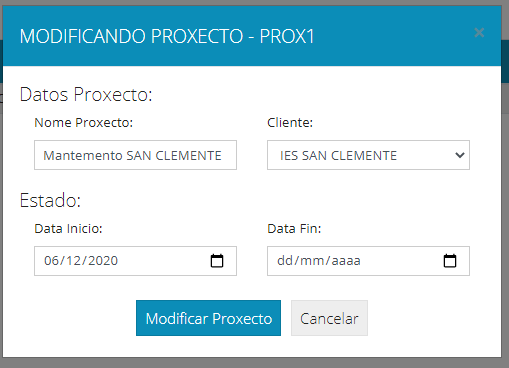 MODIFICANDO PROXECTO - PROX1 ×
Datos Proxecto:
Nome Proxecto: Cliente:
Mantemento SAN CLEMENTE IES SAN CLEMENTE
Estado:
Data Inicio: Data Fin:
06/12/2020 dd/mm/aaaa
Modificar Proxecto Cancelar